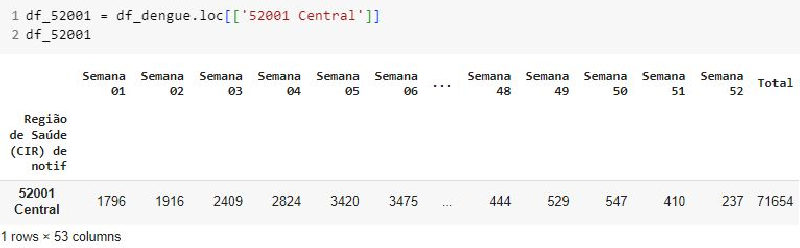 1 df_52001 = df_dengue.loc[['52001 Central']]
2 df_52001
Semana 01 Semana 02 Semana 03 Semana 04 Semana 05 Semana 06 ... Semana 48 Semana 49 Semana 50 Semana 51 Semana 52 Total
Região
de Saúde
(CIR) de
notif
52001 Central 1796 1916 2409 2824 3420 3475 ... 444 529 547 410 237 71654
1 rows × 53 columns